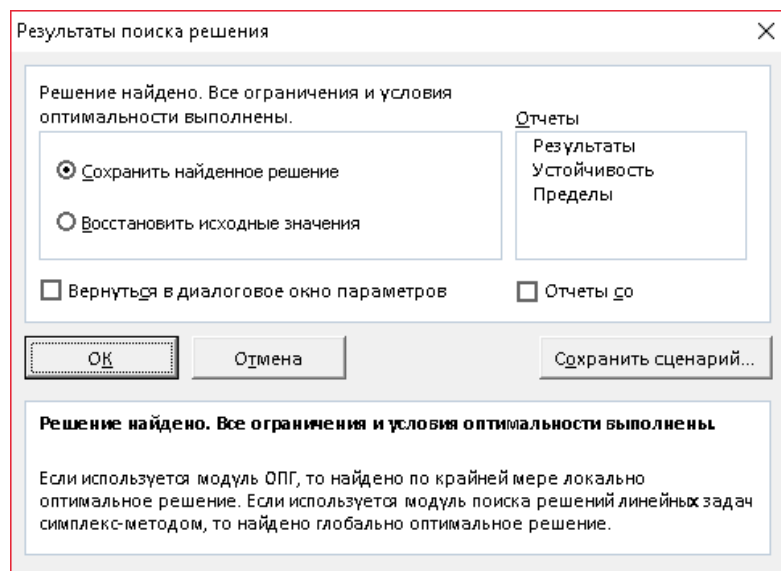 Результаты поиска решения
Решение найдено. Все ограничения и условия
оптимальности выполнены.
Отчеты
Результаты
Устойчивость
Пределы
Сохранить найденное решение
Восстановить исходные значения
Вернуться в диалоговое окно параметров
Отчеты со
ОК
Отмена
Сохранить сценарий...
Решение найдено. Все ограничения и условия оптимальности выполнены.
Если используется модуль ОПГ, то найдено по крайней мере локально
оптимальное решение. Если используется модуль поиска решений линейных задач
симплекс-методом, то найдено глобально оптимальное решение.